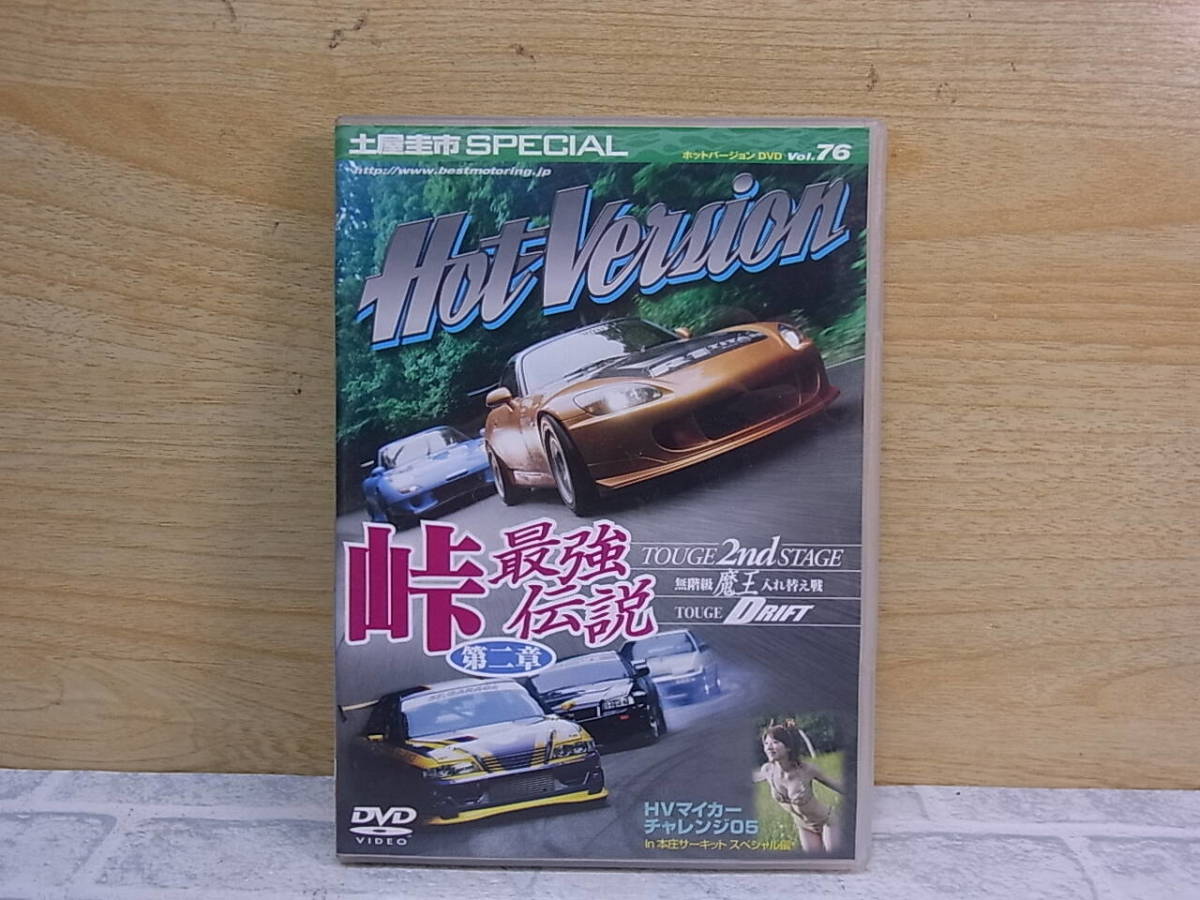 土屋圭市 SPECIAL
ホットバージョン DVD Vol.76
http://www.bestmotoring.jp
Hot-Version
峠最強伝説
第二章
TOUGE 2nd STAGE
無階級魔王入れ替え戦
TOUGE DRIFT
DVD
VIDEO
HVマイカー
チャレンジ05
In 本庄サーキット スペシャル編